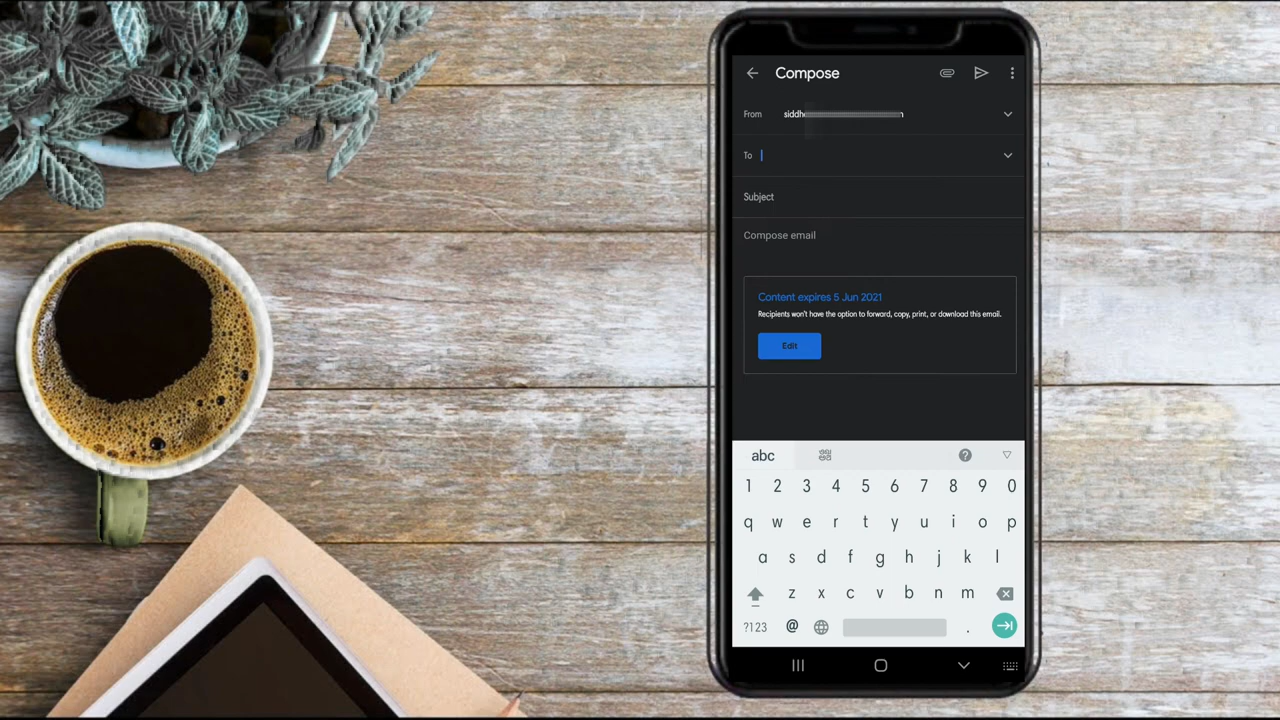 Compose
From siddh
To
Subject
Compose email
Content expires 5 Jun 2021
Recipients won't have the option to forward, copy, print, or download this email.
Edit
abc
1 2 3 4 5 6 7 8 9 0
q w e r t y u i o p
a s d f g h j k l
z x c v b n m
?123 @ .